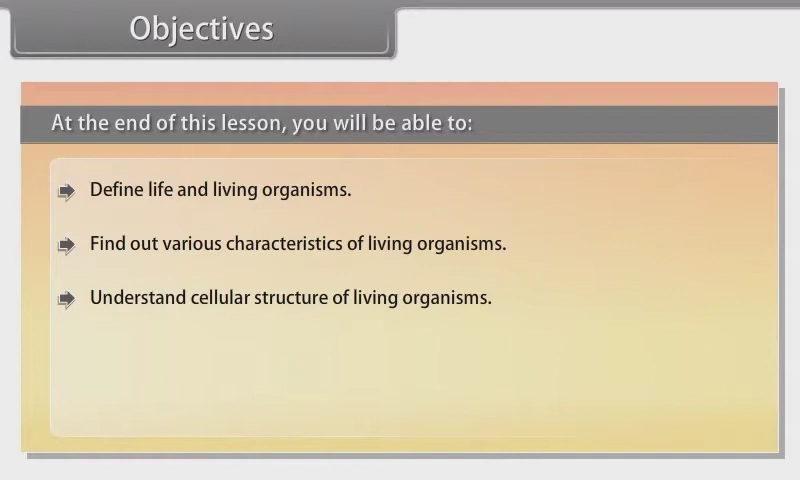 Objectives
At the end of this lesson, you will be able to:
Define life and living organisms.
Find out various characteristics of living organisms.
Understand cellular structure of living organisms.